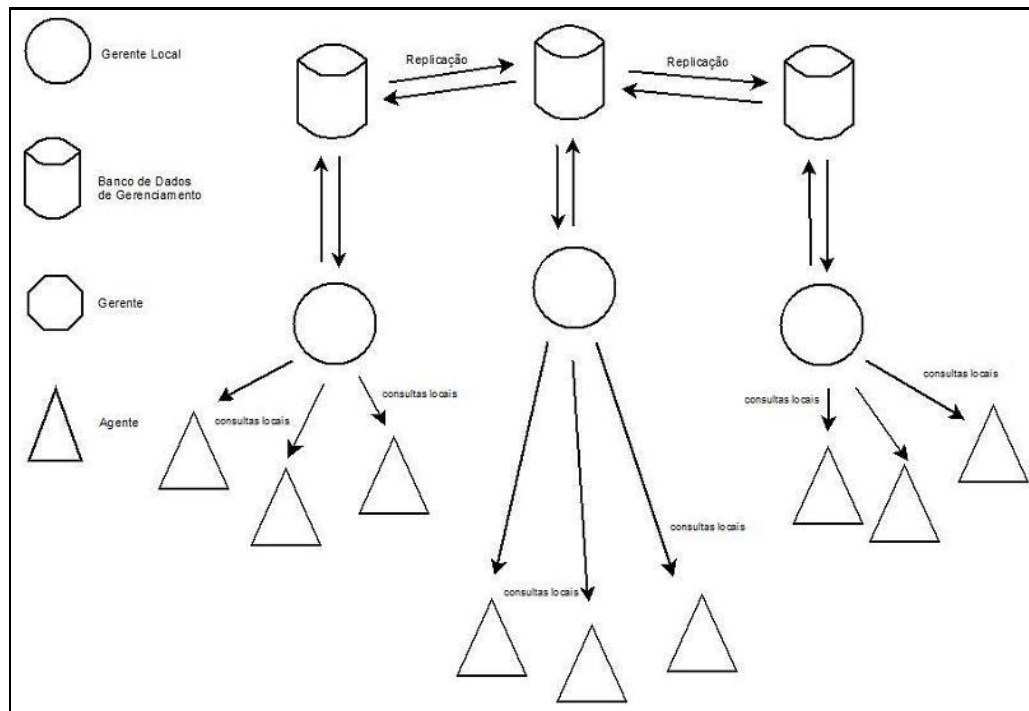 Gerente Local
Replicação
Replicação
Banco de Dados
de Gerenciamento
Gerente
Agente
consultas locais
consultas locais
consultas locais
consultas locais
consultas locais
consultas locais